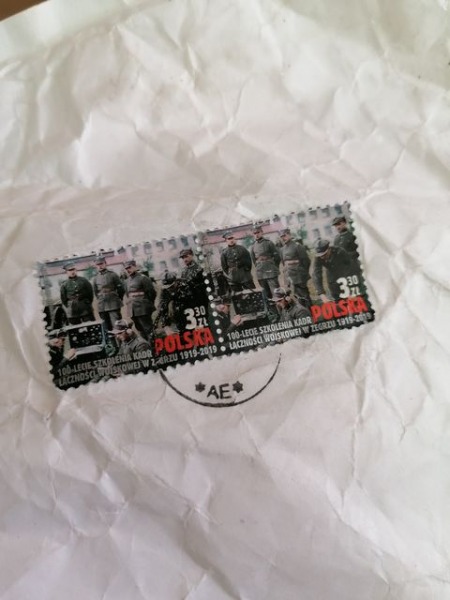 3.30
ZŁ
POLSKA
100-LECIE SZKOLENIA KADR
ŁĄCZNOŚCI WOJSKOWEJ W 1919-2019
3.30
ZŁ
POLSKA
100-LECIE SZKOLENIA KADR
ŁĄCZNOŚCI WOJSKOWEJ W ZEGRZU 1919-2019
*AE*